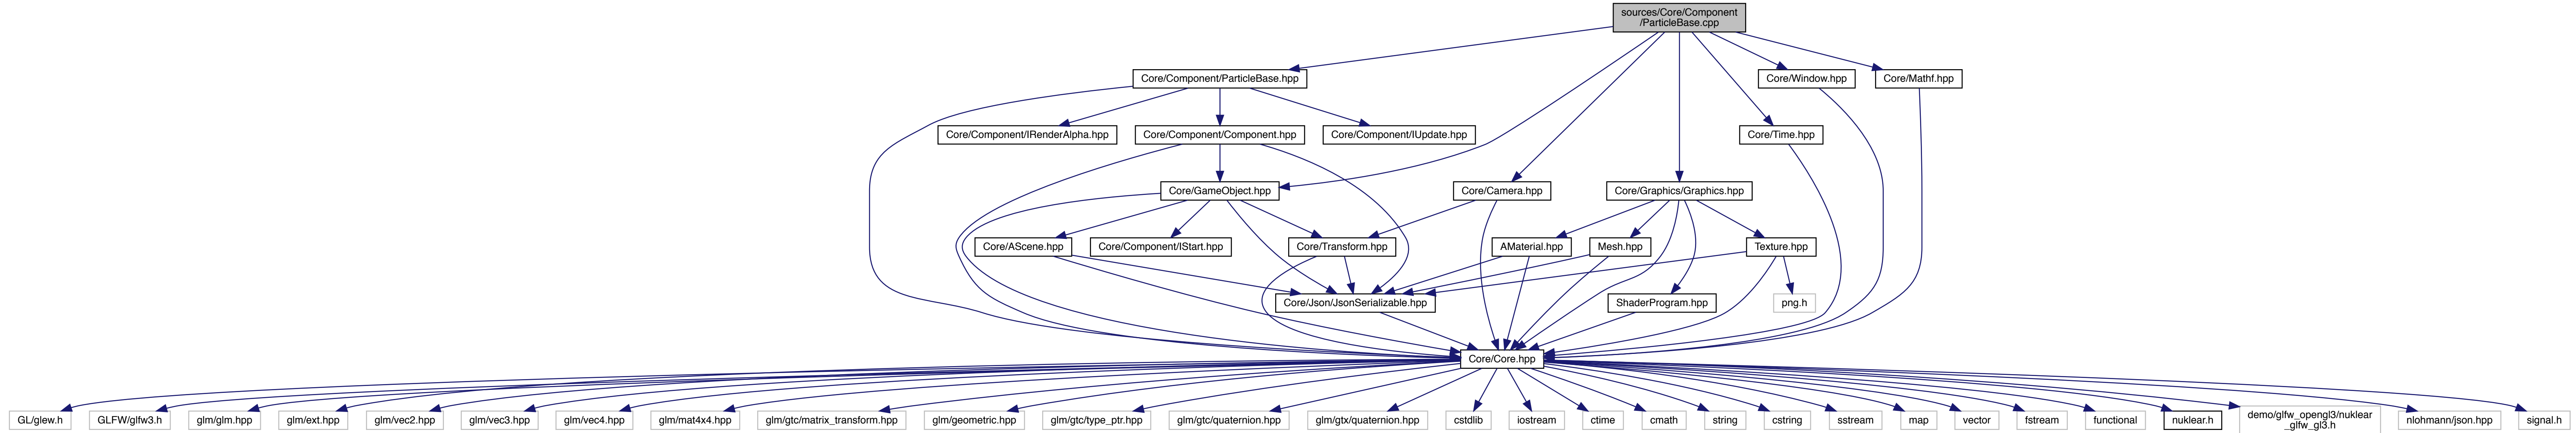 sources/Core/Component
/ParticleBase.cpp
Core/Component/ParticleBase.hpp
Core/Window.hpp
Core/Mathf.hpp
Core/Component/IRenderAlpha.hpp
Core/Component/Component.hpp
Core/Component/IUpdate.hpp
Core/Time.hpp
Core/GameObject.hpp
Core/Camera.hpp
Core/Graphics/Graphics.hpp
Core/AScene.hpp
Core/Component/IStart.hpp
Core/Transform.hpp
AMaterial.hpp
Mesh.hpp
Texture.hpp
Core/Json/JsonSerializable.hpp
ShaderProgram.hpp
png.h
Core/Core.hpp
GL/glew.h
GLFW/glfw3.h
glm/glm.hpp
glm/ext.hpp
glm/vec2.hpp
glm/vec3.hpp
glm/vec4.hpp
glm/mat4x4.hpp
glm/gtc/matrix_transform.hpp
glm/geometric.hpp
glm/gtc/type_ptr.hpp
glm/gtc/quaternion.hpp
glm/gtx/quaternion.hpp
cstdlib
iostream
ctime
cmath
string
cstring
sstream
map
vector
fstream
functional
nuklear.h
demo/glfw_opengl3/nuklear
_glfw_gl3.h
nlohmann/json.hpp
signal.h